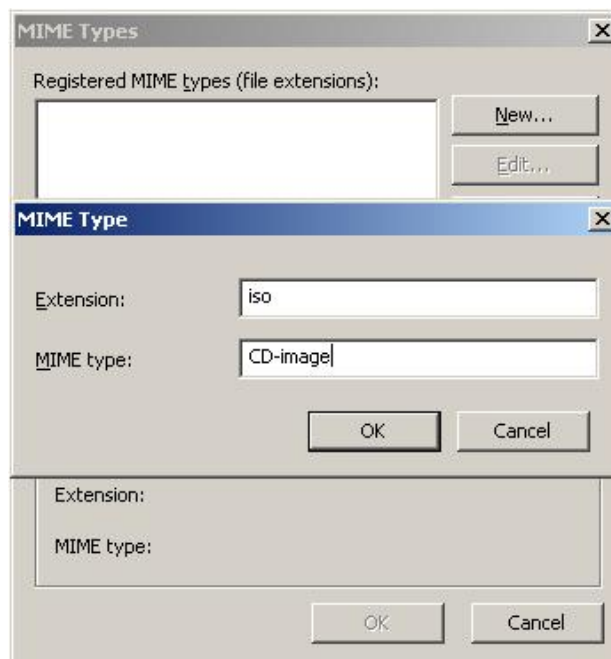 MIME Types
Registered MIME types (file extensions):
New...
Edit...
MIME Type
Extension:
iso
MIME type:
CD-image
OK
Cancel
Extension:
MIME type:
OK
Cancel